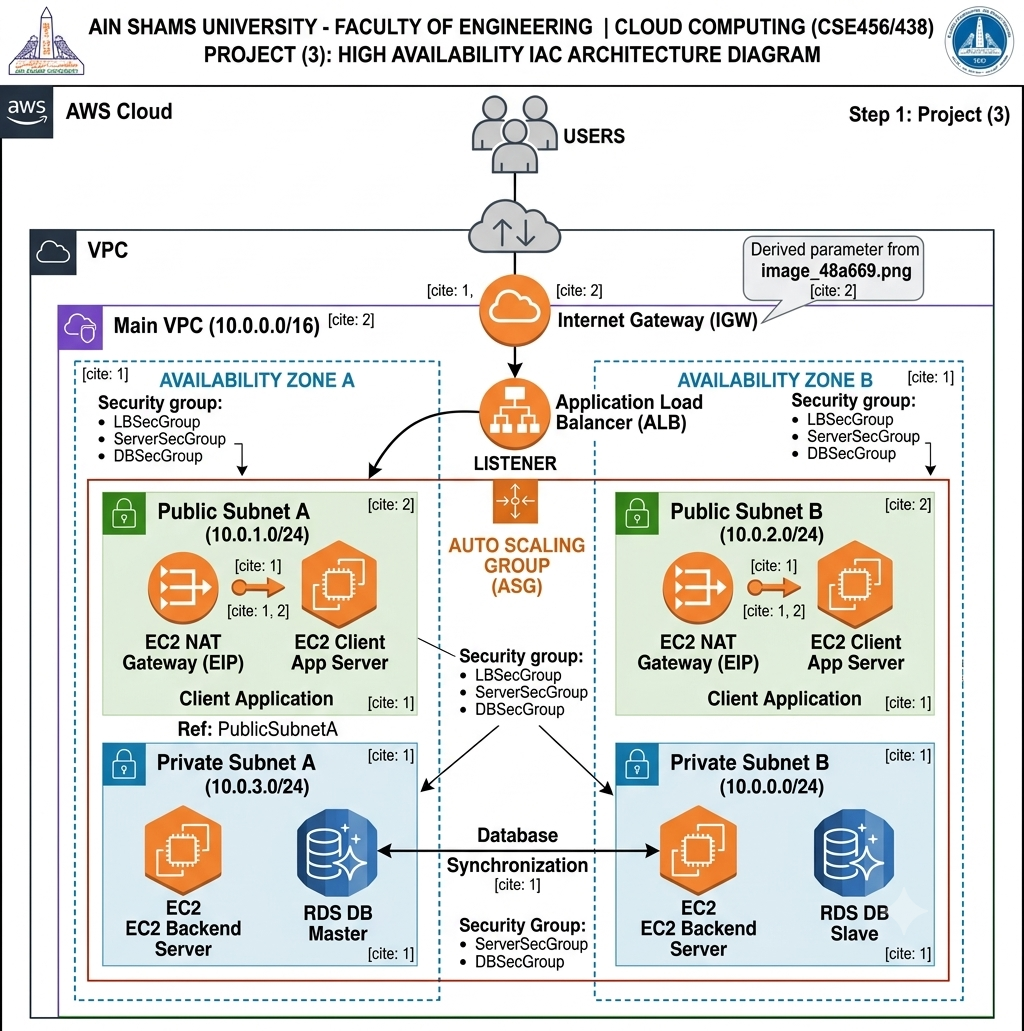 AIN SHAMS UNIVERSITY - FACULTY OF ENGINEERING | CLOUD COMPUTING (CSE456/438)
PROJECT (3): HIGH AVAILABILITY IAC ARCHITECTURE DIAGRAM
aws
AWS Cloud
Step 1: Project (3)
USERS
VPC
Derived parameter from
image_48a669.png
[cite: 2]
[cite: 1,
[cite: 2]
Internet Gateway (IGW)
Main VPC (10.0.0.0/16) [cite: 2]
[cite: 1]
AVAILABILITY ZONE A
Security group:
• LBSecGroup
• ServerSecGroup
• DBSecGroup
Application Load
Balancer (ALB)
LISTENER
AVAILABILITY ZONE B
[cite: 1]
Security group:
• LBSecGroup
• ServerSecGroup
• DBSecGroup
Public Subnet A
(10.0.1.0/24)
[cite: 2]
[cite: 1]
[cite: 1, 2]
EC2 NAT
Gateway (EIP)
EC2 Client
App Server
Client Application
[cite: 1]
Ref: PublicSubnetA
AUTO SCALING
GROUP
(ASG)
Public Subnet B
(10.0.2.0/24)
[cite: 2]
[cite: 1]
[cite: 1, 2]
EC2 NAT
Gateway (EIP)
EC2 Client
App Server
Client Application
[cite: 1]
Security group:
• LBSecGroup
• ServerSecGroup
• DBSecGroup
Private Subnet A
(10.0.3.0/24)
[cite: 1]
EC2
EC2 Backend
Server
RDS DB
Master
[cite: 1]
Database
Synchronization
[cite: 1]
Security Group:
• ServerSecGroup
• DBSecGroup
Private Subnet B
(10.0.0.0/24)
[cite: 1]
EC2
EC2 Backend
Server
RDS DB
Slave
[cite: 1]